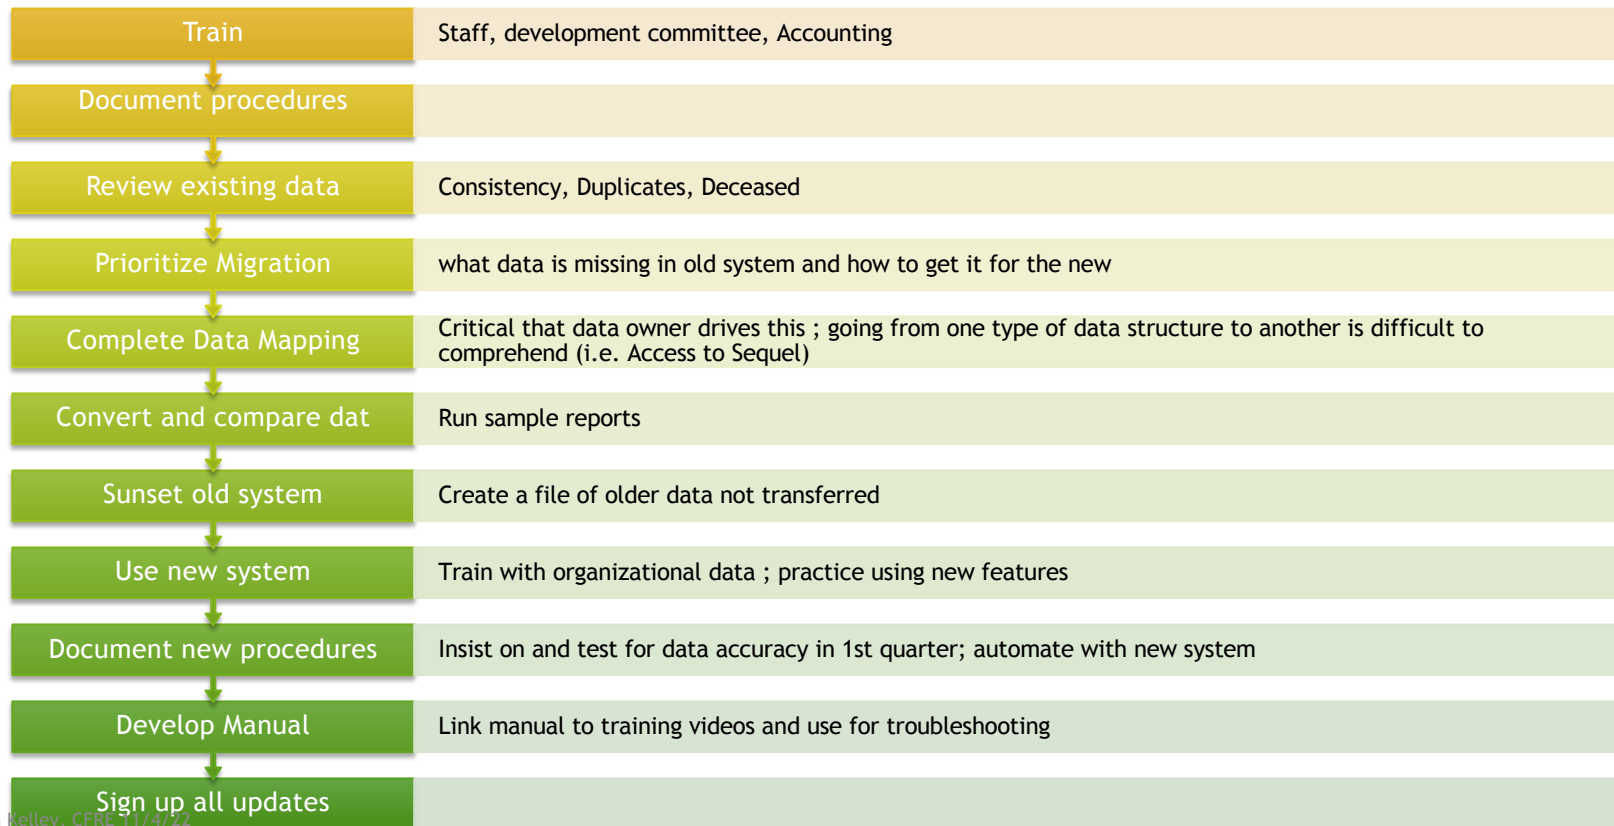 Train
Staff, development committee, Accounting
Document procedures
Review existing data
Consistency, Duplicates, Deceased
Prioritize Migration
what data is missing in old system and how to get it for the new
Complete Data Mapping
Critical that data owner drives this ; going from one type of data structure to another is difficult to
comprehend (i.e. Access to Sequel)
Convert and compare dat
Run sample reports
Sunset old system
Create a file of older data not transferred
Use new system
Train with organizational data ; practice using new features
Document new procedures
Insist on and test for data accuracy in 1st quarter; automate with new system
Develop Manual
Link manual to training videos and use for troubleshooting
Sign up all updates
Kelley, CFRE 11/4/22